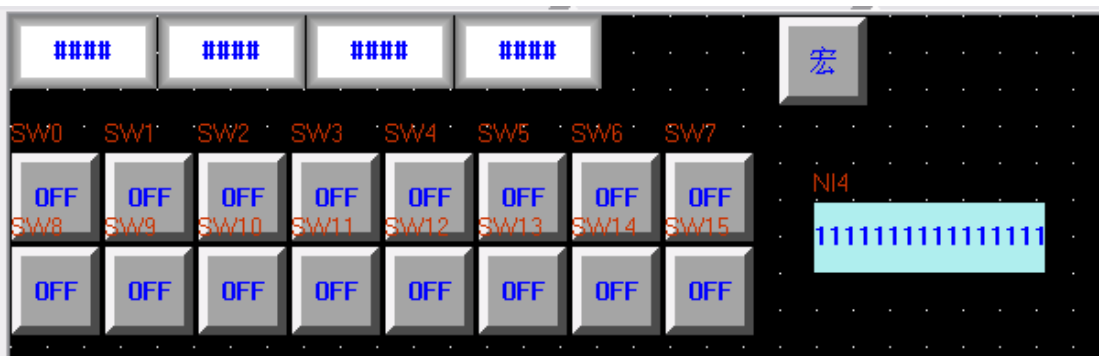 #### #### #### ####
宏
SW0 SW1 SW2 SW3 SW4 SW5 SW6 SW7
OFF OFF OFF OFF OFF OFF OFF OFF
NI4
SW8 SW9 SW10 SW11 SW12 SW13 SW14 SW15
1111111111111111
OFF OFF OFF OFF OFF OFF OFF OFF